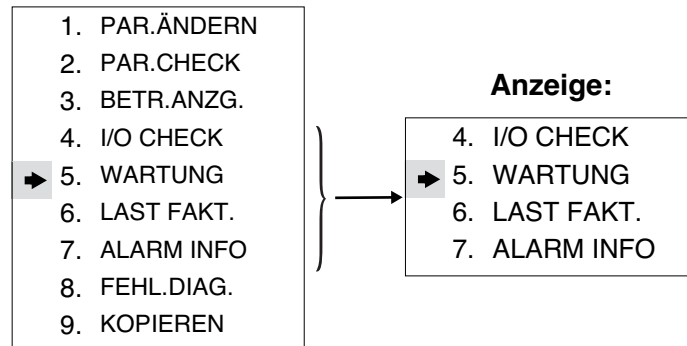 1. PAR.ÄNDERN
2. PAR.CHECK
3. BETR.ANZG.
4. I/O CHECK
5. WARTUNG
6. LAST FAKT.
7. ALARM INFO
8. FEHL.DIAG.
9. KOPIEREN
Anzeige:
4. I/O CHECK
5. WARTUNG
6. LAST FAKT.
7. ALARM INFO